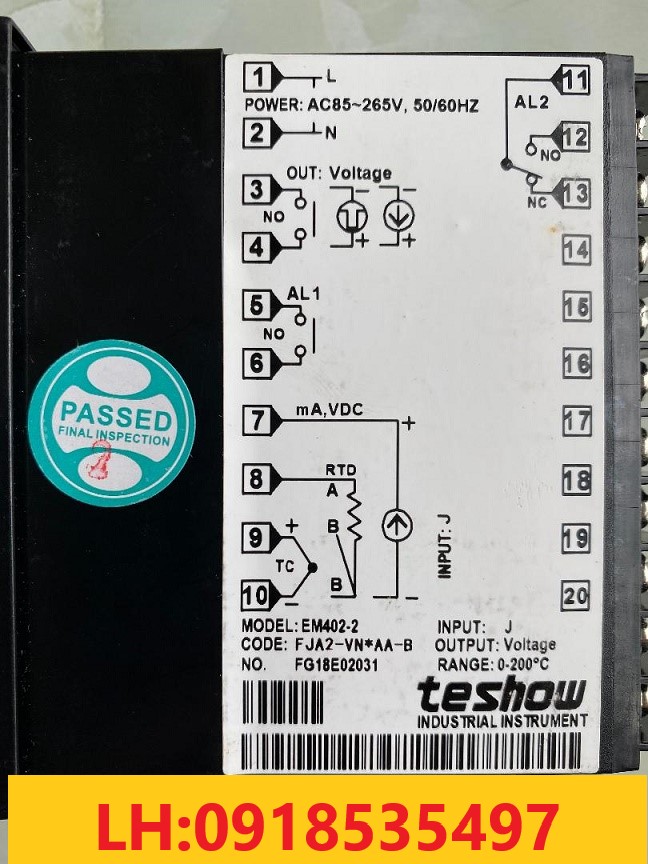 1 L
POWER: AC85~265V, 50/60HZ
2 N
OUT: Voltage
3 - -
NO
4 + +
5 AL1
NO
6
7 mA,VDC +
8 RTD
A
9 + B
TC
10 - B -
INPUT: J
11
AL2
12
NO
13
NC
14
15
16
17
18
19
20
PASSED
FINAL INSPECTION
2
MODEL: EM402-2 INPUT: J
CODE: FJA2-VN*AA-B OUTPUT: Voltage
NO. FG18E02031 RANGE: 0-200°C
teshow
INDUSTRIAL INSTRUMENT
LH:0918535497